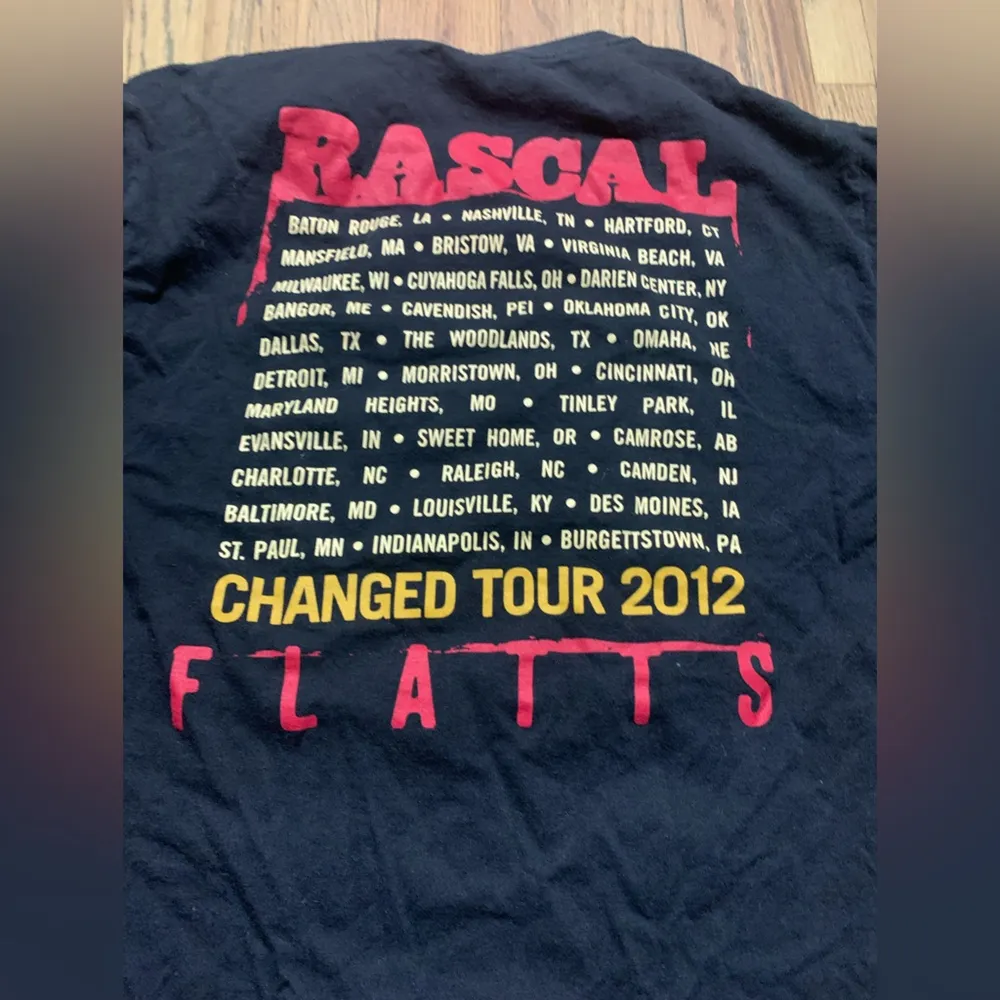 RASCAL
BATON ROUGE, LA • NASHVILLE, TN • HARTFORD, CT
MANSFIELD, MA • BRISTOW, VA • VIRGINIA BEACH, VA
MILWAUKEE, WI • CUYAHOGA FALLS, OH • DARIEN CENTER, NY
BANGOR, ME • CAVENDISH, PEI • OKLAHOMA CITY, OK
DALLAS, TX • THE WOODLANDS, TX • OMAHA, NE
DETROIT, MI • MORRISTOWN, OH • CINCINNATI, OH
MARYLAND HEIGHTS, MO • TINLEY PARK, IL
EVANSVILLE, IN • SWEET HOME, OR • CAMROSE, AB
CHARLOTTE, NC • RALEIGH, NC • CAMDEN, NJ
BALTIMORE, MD • LOUISVILLE, KY • DES MOINES, IA
ST. PAUL, MN • INDIANAPOLIS, IN • BURGETTSTOWN, PA
CHANGED TOUR 2012
FLATTS